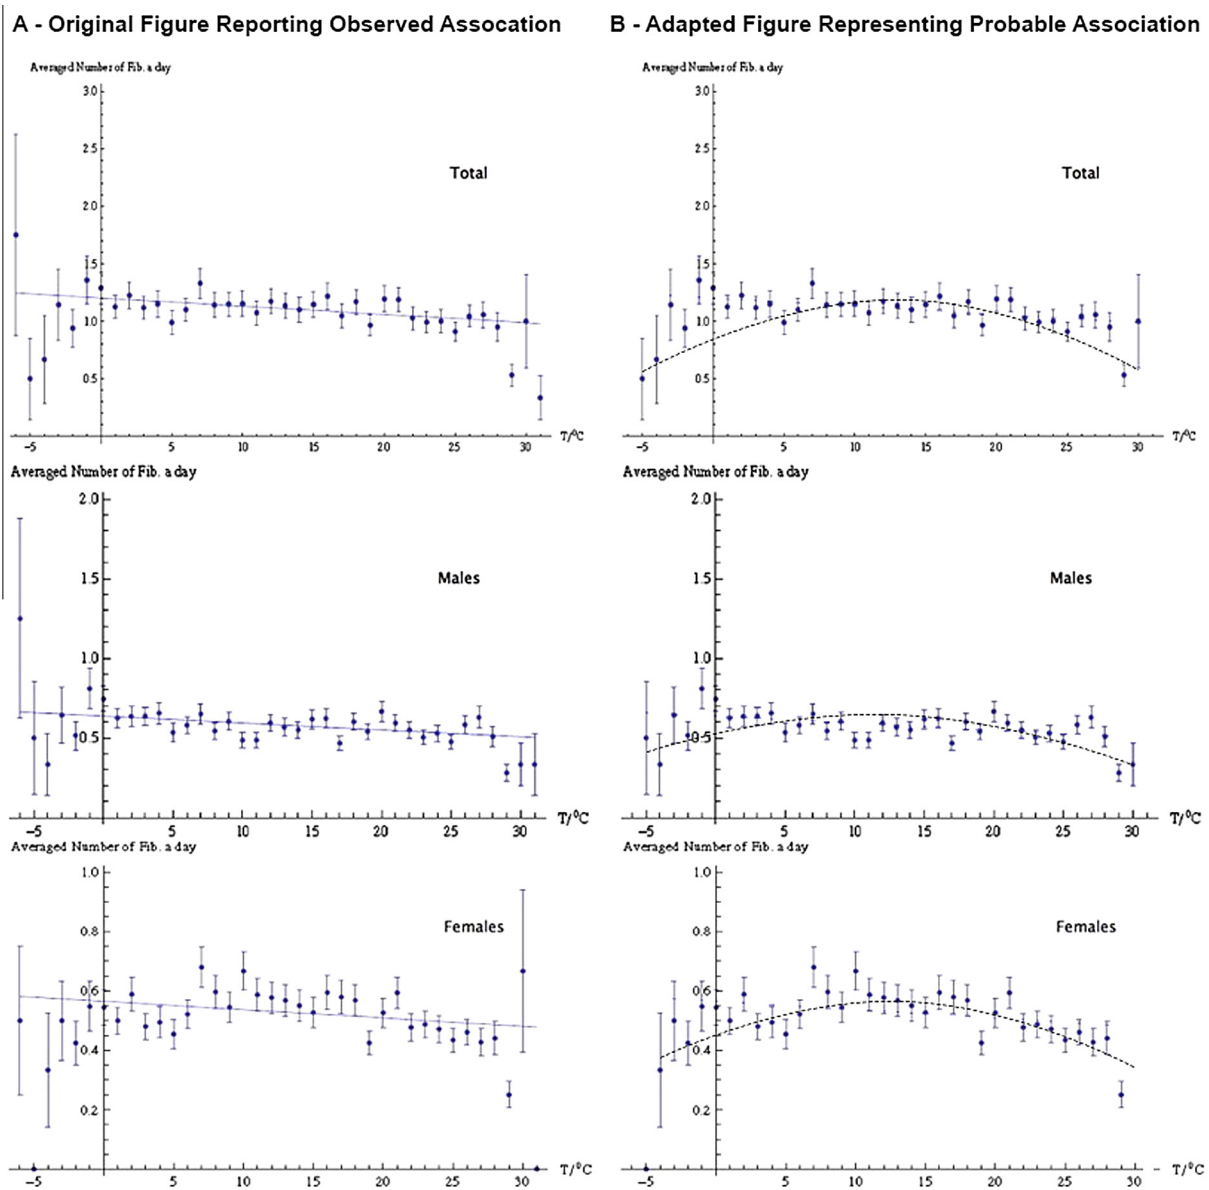 A - Original Figure Reporting Observed Assocation
B - Adapted Figure Representing Probable Association
Averaged Number of Fib. a day
3.0
2.5
2.0
1.5
1.0
0.5
Total
-5 5 10 15 20 25 30
T/⁰C
Averaged Number of Fib. a day
3.0
2.5
2.0
1.5
1.0
0.5
Total
-5 5 10 15 20 25 30
T/⁰C
Averaged Number of Fib. a day
2.0
1.5
1.0
0.5
Males
-5 5 10 15 20 25 30
T/⁰C
Averaged Number of Fib. a day
2.0
1.5
1.0
0.5
Males
-5 5 10 15 20 25 30
T/⁰C
Averaged Number of Fib. a day
1.0
0.8
0.6
0.4
0.2
Females
-5 5 10 15 20 25 30
T/⁰C
Averaged Number of Fib. a day
1.0
0.8
0.6
0.4
0.2
Females
-5 5 10 15 20 25 30
T/⁰C